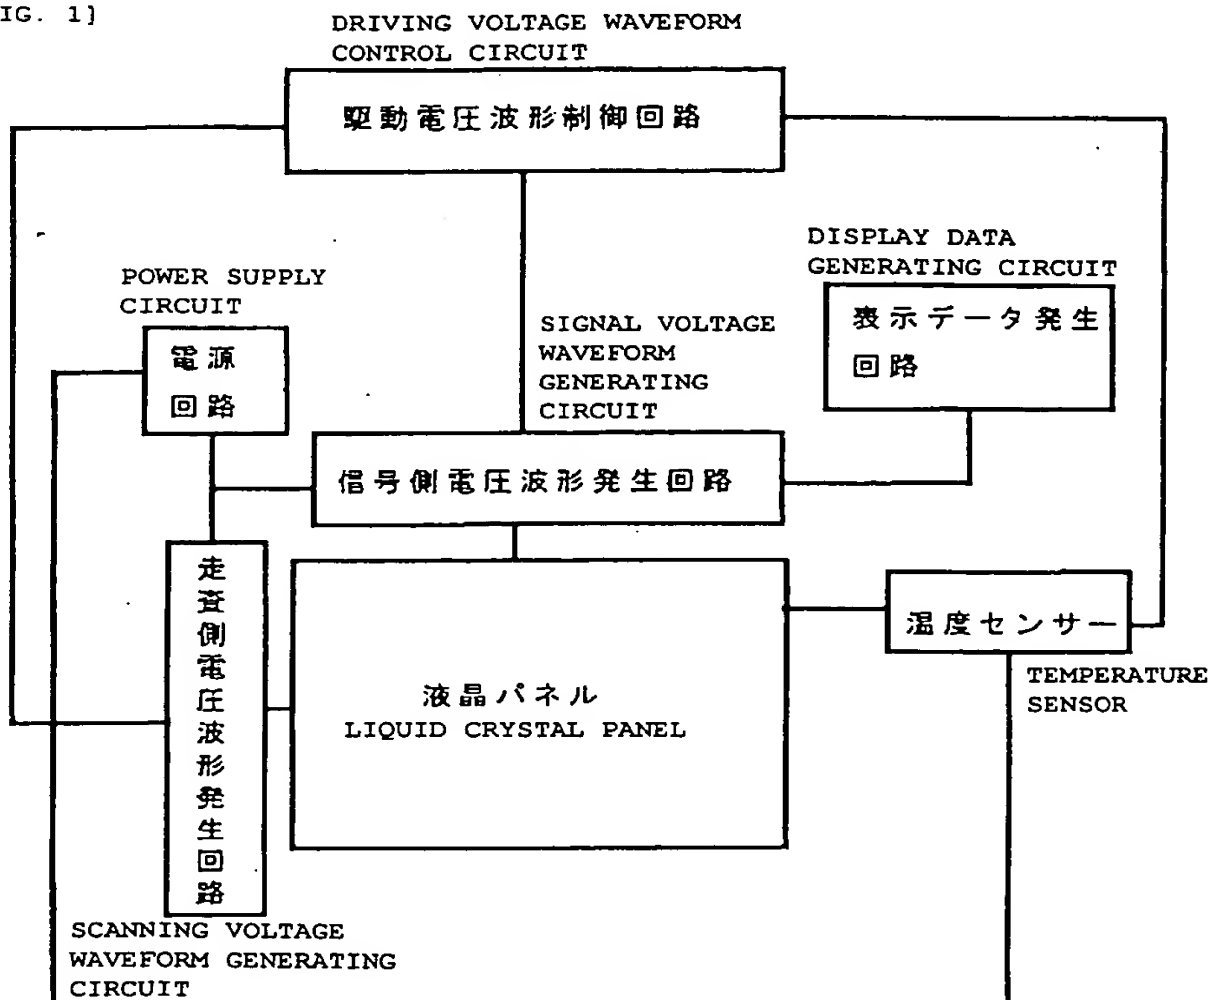 IG. 1]
DRIVING VOLTAGE WAVEFORM
CONTROL CIRCUIT
駆動電圧波形制御回路
DISPLAY DATA
GENERATING CIRCUIT
表示データ発生
回路
POWER SUPPLY
CIRCUIT
電源
回路
SIGNAL VOLTAGE
WAVEFORM
GENERATING
CIRCUIT
信号側電圧波形発生回路
走査側電圧波形発生回路
温度センサー
TEMPERATURE
SENSOR
液晶パネル
LIQUID CRYSTAL PANEL
SCANNING VOLTAGE
WAVEFORM GENERATING
CIRCUIT